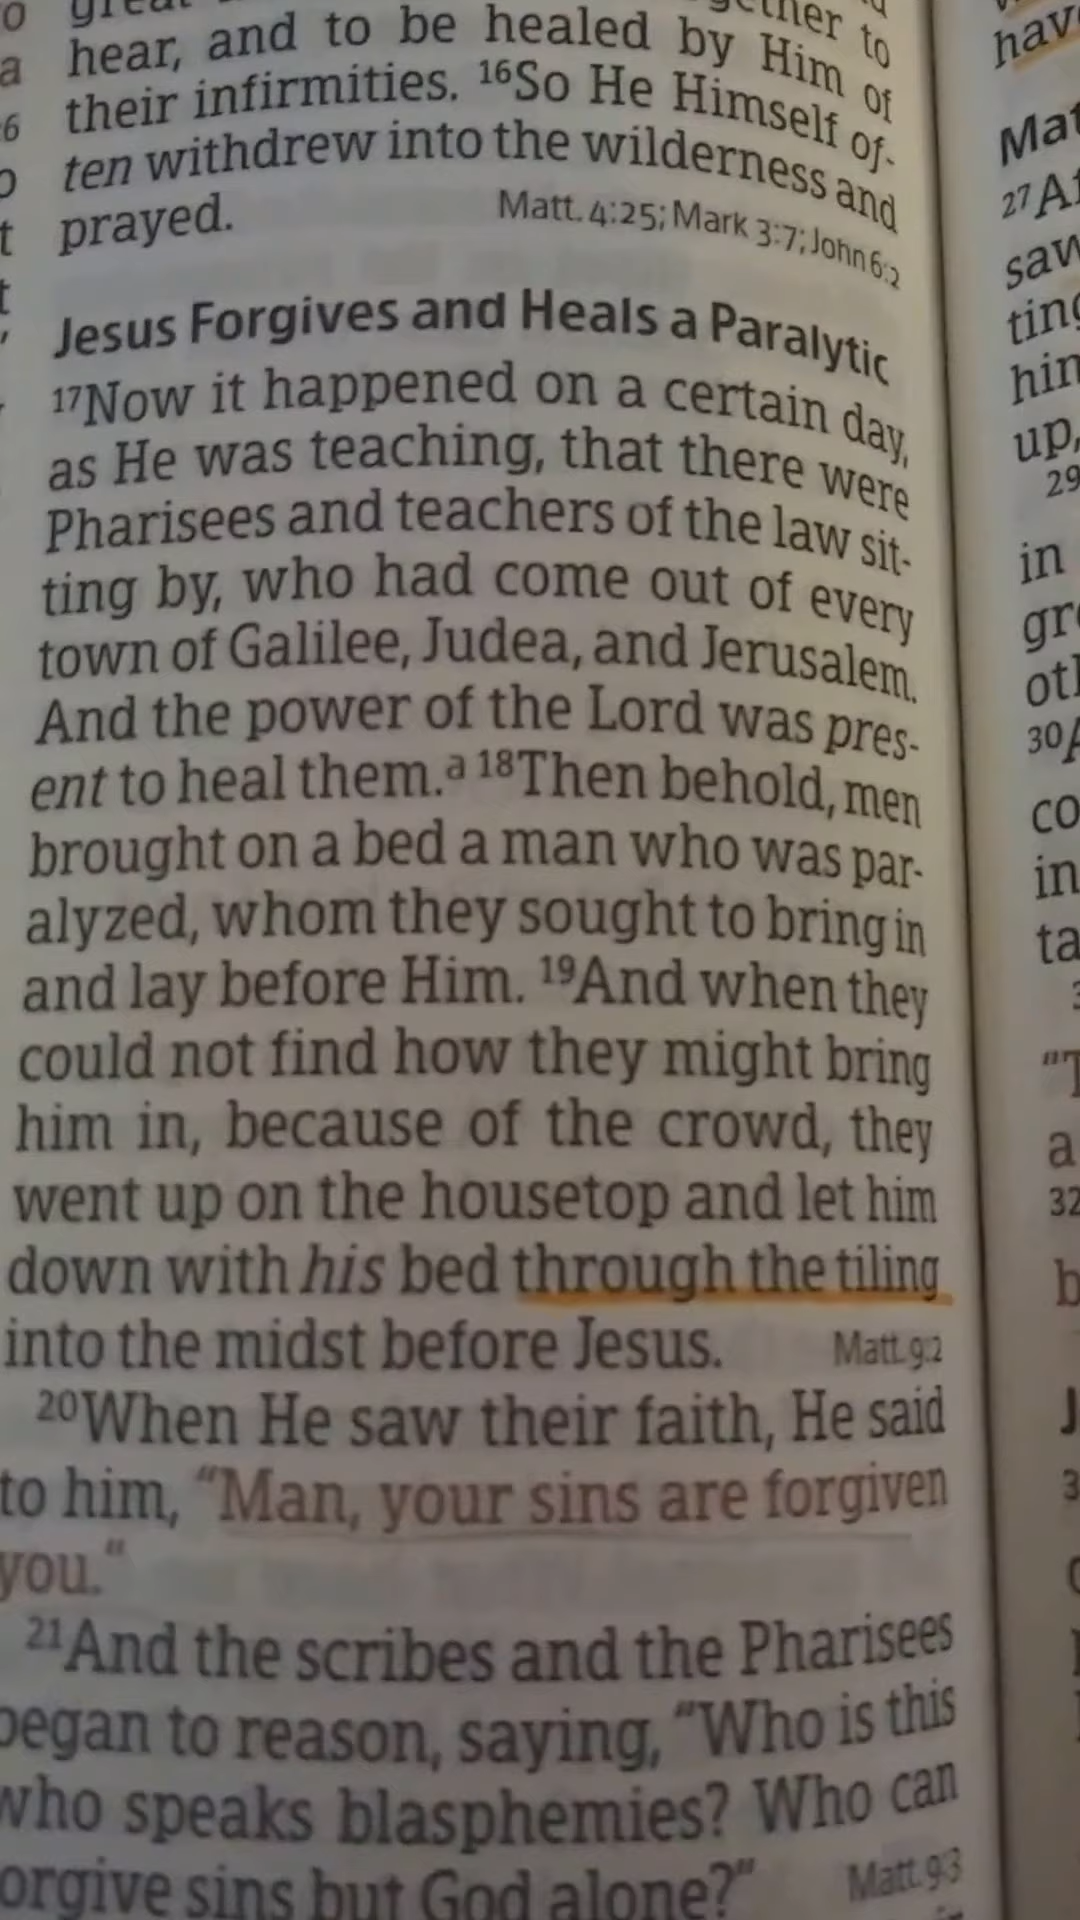 hear, and to be healed by Him of
their infirmities. 16So He Himself of-
ten withdrew into the wilderness and
prayed. Matt. 4:25; Mark 3:7; John 6:2
Jesus Forgives and Heals a Paralytic
17Now it happened on a certain day,
as He was teaching, that there were
Pharisees and teachers of the law sit-
ting by, who had come out of every
town of Galilee, Judea, and Jerusalem.
And the power of the Lord was pres-
ent to heal them.a 18Then behold, men
brought on a bed a man who was par-
alyzed, whom they sought to bring in
and lay before Him. 19And when they
could not find how they might bring
him in, because of the crowd, they
went up on the housetop and let him
down with his bed through the tiling
into the midst before Jesus. Matt. 9:2
20When He saw their faith, He said
to him, "Man, your sins are forgiven
you."
21And the scribes and the Pharisees
began to reason, saying, "Who is this
who speaks blasphemies? Who can
forgive sins but God alone?" Matt. 9:3
27
saw
him
up,
29
in
30
in
32